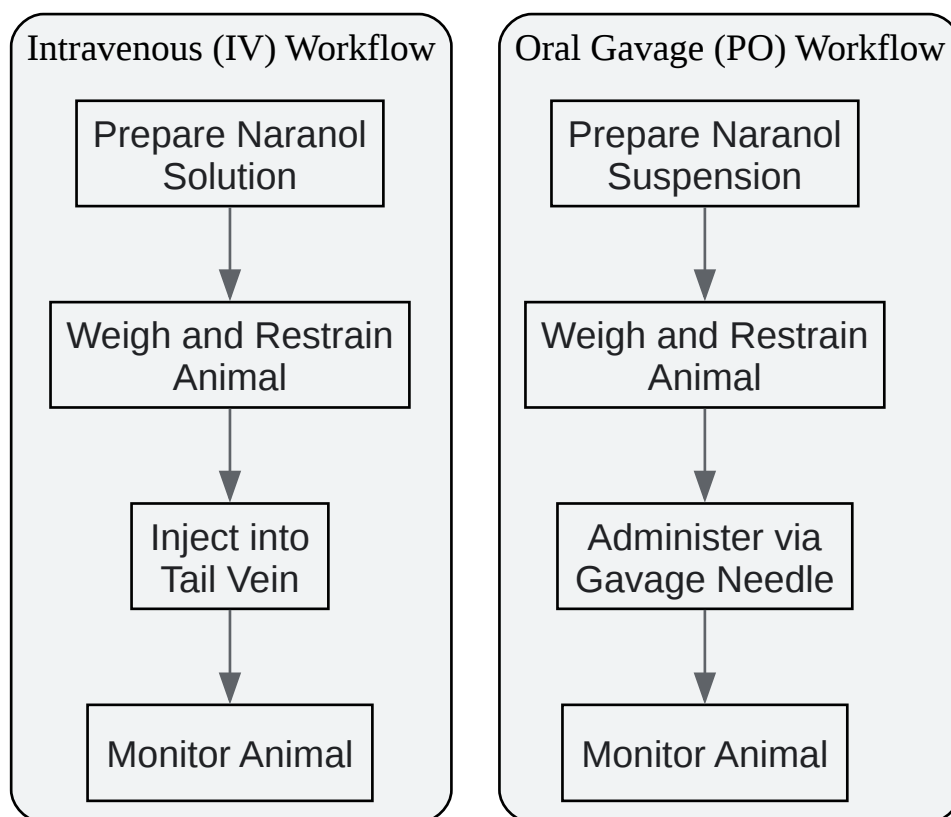 Intravenous (IV) Workflow
Prepare Naranol
Solution
Weigh and Restrain
Animal
Inject into
Tail Vein
Monitor Animal
Oral Gavage (PO) Workflow
Prepare Naranol
Suspension
Weigh and Restrain
Animal
Administer via
Gavage Needle
Monitor Animal